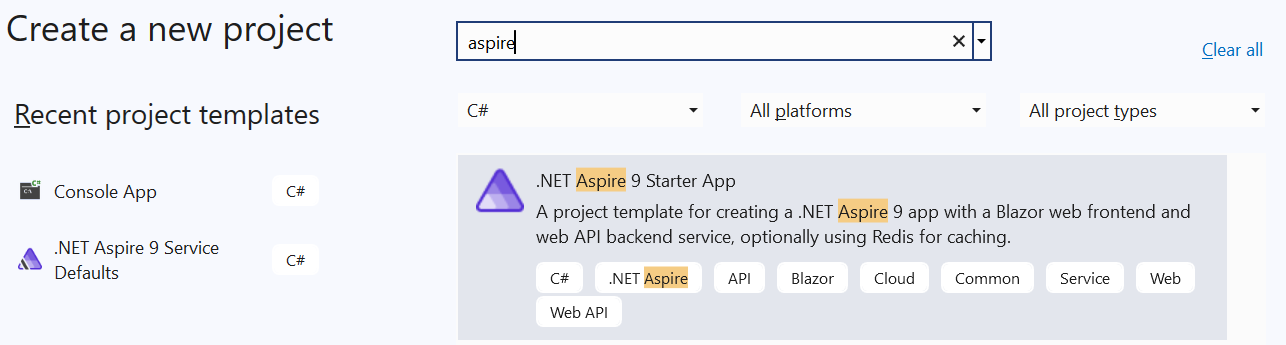 Create a new project
aspire
Clear all
Recent project templates
C#
All platforms
All project types
Console App
C#
.NET Aspire 9 Service
Defaults
C#
.NET Aspire 9 Starter App
A project template for creating a .NET Aspire 9 app with a Blazor web frontend and
web API backend service, optionally using Redis for caching.
C# .NET Aspire API Blazor Cloud Common Service Web
Web API